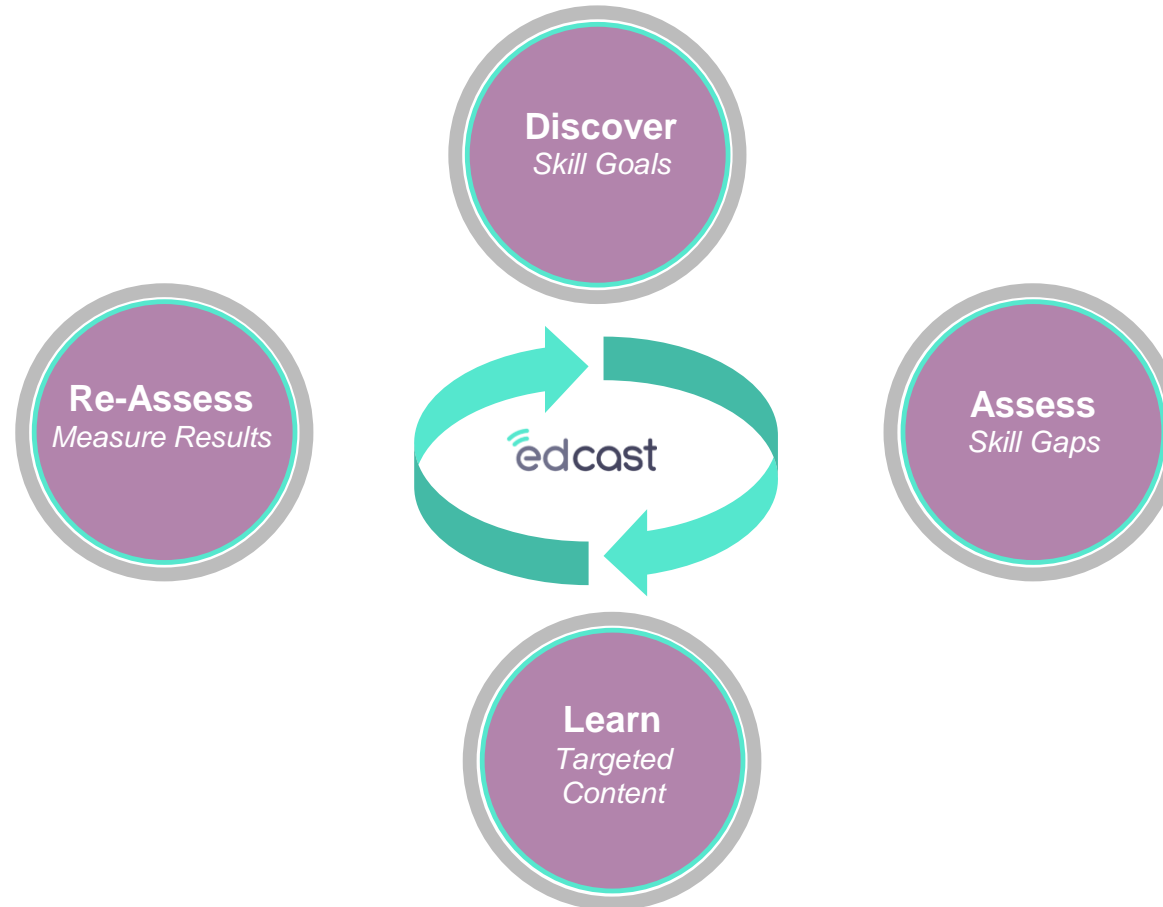 Discover
Skill Goals
Re-Assess
Measure Results
Assess
Skill Gaps
edcast
Learn
Targeted
Content